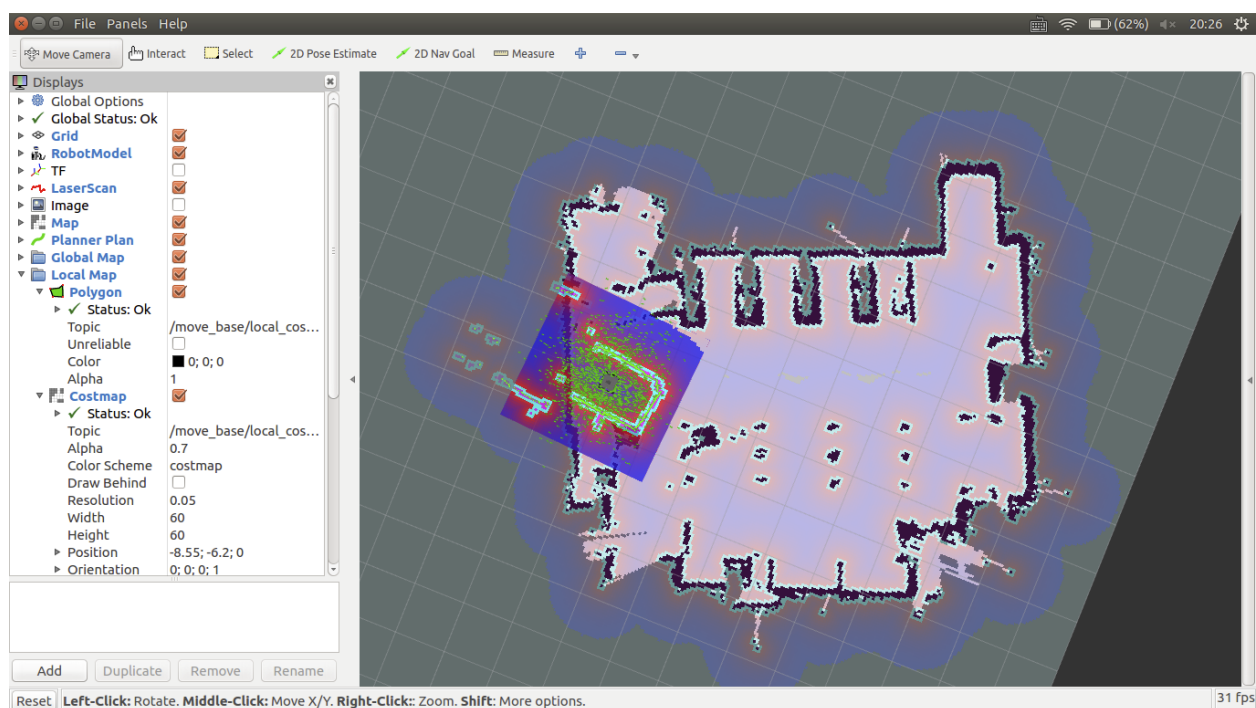 File Panels Help (62%) 20:26
Move Camera Interact Select 2D Pose Estimate 2D Nav Goal Measure
Displays
Global Options
Global Status: Ok
Grid
RobotModel
TF
LaserScan
Image
Map
Planner Plan
Global Map
Local Map
Polygon
Status: Ok
Topic /move_base/local_cos...
Unreliable
Color 0; 0; 0
Alpha 1
Costmap
Status: Ok
Topic /move_base/local_cos...
Alpha 0.7
Color Scheme costmap
Draw Behind
Resolution 0.05
Width 60
Height 60
Position -8.55; -6.2; 0
Orientation 0; 0; 0; 1
Add Duplicate Remove Rename
Reset Left-Click: Rotate. Middle-Click: Move X/Y. Right-Click:: Zoom. Shift: More options. 31 fps